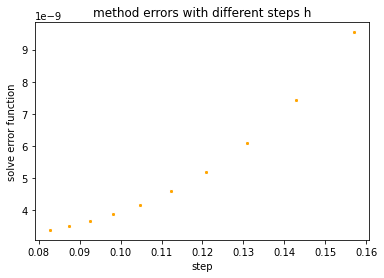 method errors with different steps h
1e−9
9
8
7
6
5
4
solve error function
0.08 0.09 0.10 0.11 0.12 0.13 0.14 0.15 0.16
step